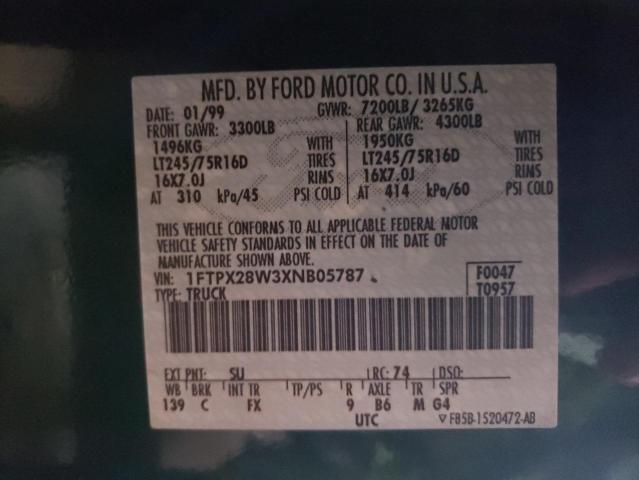 MFD. BY FORD MOTOR CO. IN U.S.A.
DATE: 01/99 GVWR: 7200LB/ 3265KG
FRONT GAWR: 3300LB REAR GAWR: 4300LB
1496KG WITH 1950KG WITH
LT245/75R16D TIRES LT245/75R16D TIRES
16X7.0J RIMS 16X7.0J RIMS
AT 310 kPa/45 PSI COLD AT 414 kPa/60 PSI COLD
THIS VEHICLE CONFORMS TO ALL APPLICABLE FEDERAL MOTOR
VEHICLE SAFETY STANDARDS IN EFFECT ON THE DATE OF
MANUFACTURE SHOWN ABOVE.
VIN: 1FTPX28W3XNB05787 F0047
TYPE: TRUCK T0957
EXT PNT: SU RC: 74 DSO:
WB BRK INT TR TP/PS R AXLE TR SPR
139 C FX 9 B6 M G4
UTC ▽ F85B-1520472-AB